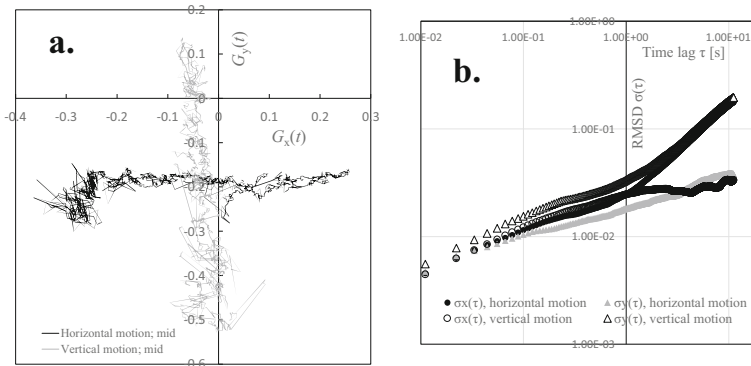 a.
0.2
0.1
0
-0.1
-0.2
-0.3
-0.4
-0.5
-0.6
Gy(t)
-0.4 -0.3 -0.2 -0.1 0 0.1 0.2 0.3
Gx(t)
Horizontal motion; mid
Vertical motion; mid
b.
1.00E+00
1.00E-02 1.00E-01 1.00E+00 1.00E+01
Time lag τ [s]
RMSD σ(τ)
1.00E-01
1.00E-02
1.00E-03
σx(τ), horizontal motion σy(τ), horizontal motion
σx(τ), vertical motion σy(τ), vertical motion